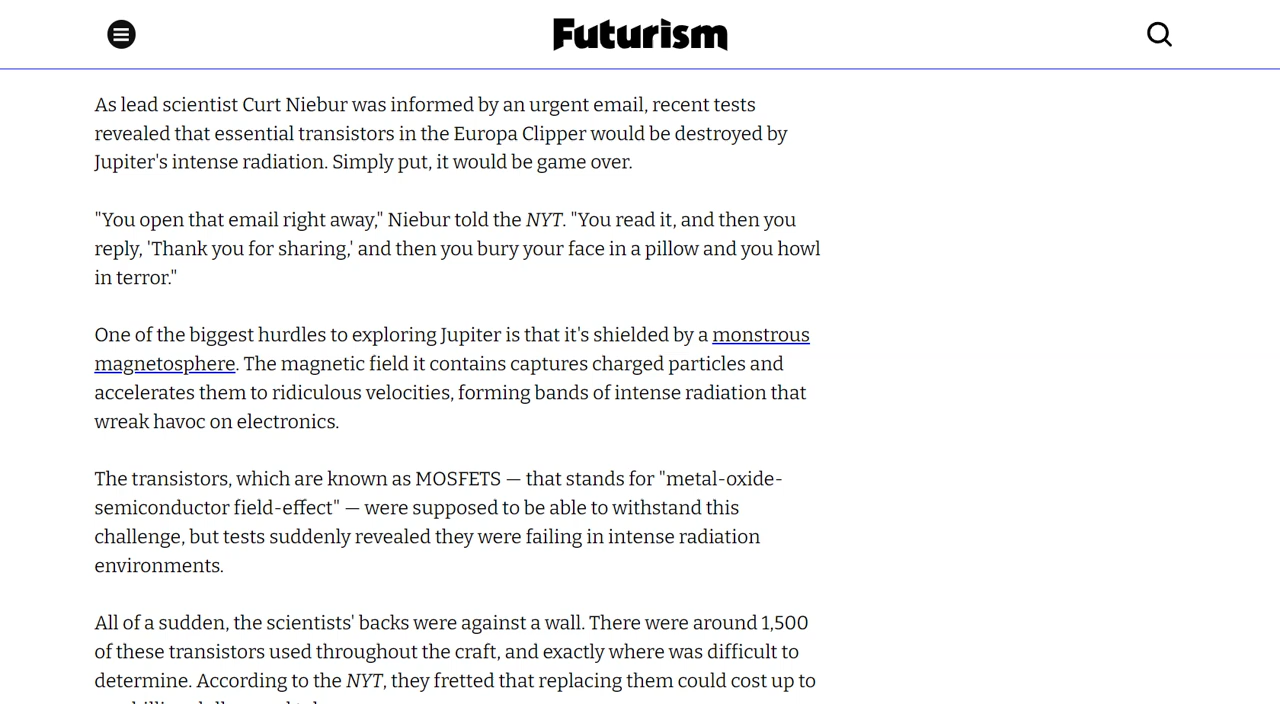 Futurism
As lead scientist Curt Niebur was informed by an urgent email, recent tests
revealed that essential transistors in the Europa Clipper would be destroyed by
Jupiter's intense radiation. Simply put, it would be game over.
"You open that email right away," Niebur told the NYT. "You read it, and then you
reply, 'Thank you for sharing,' and then you bury your face in a pillow and you howl
in terror."
One of the biggest hurdles to exploring Jupiter is that it's shielded by a monstrous
magnetosphere. The magnetic field it contains captures charged particles and
accelerates them to ridiculous velocities, forming bands of intense radiation that
wreak havoc on electronics.
The transistors, which are known as MOSFETS — that stands for "metal-oxide-
semiconductor field-effect" — were supposed to be able to withstand this
challenge, but tests suddenly revealed they were failing in intense radiation
environments.
All of a sudden, the scientists' backs were against a wall. There were around 1,500
of these transistors used throughout the craft, and exactly where was difficult to
determine. According to the NYT, they fretted that replacing them could cost up to